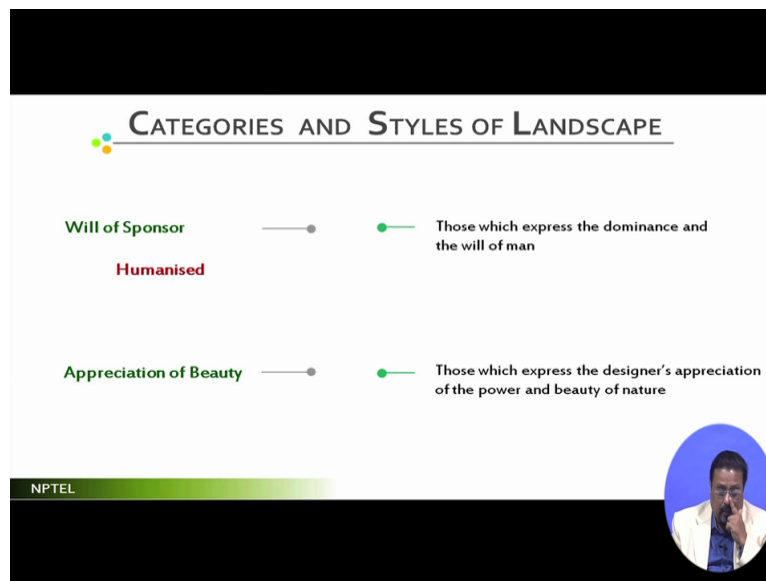 CATEGORIES AND STYLES OF LANDSCAPE
Will of Sponsor
Those which express the dominance and
the will of man
Humanised
Appreciation of Beauty
Those which express the designer's appreciation
of the power and beauty of nature
NPTEL